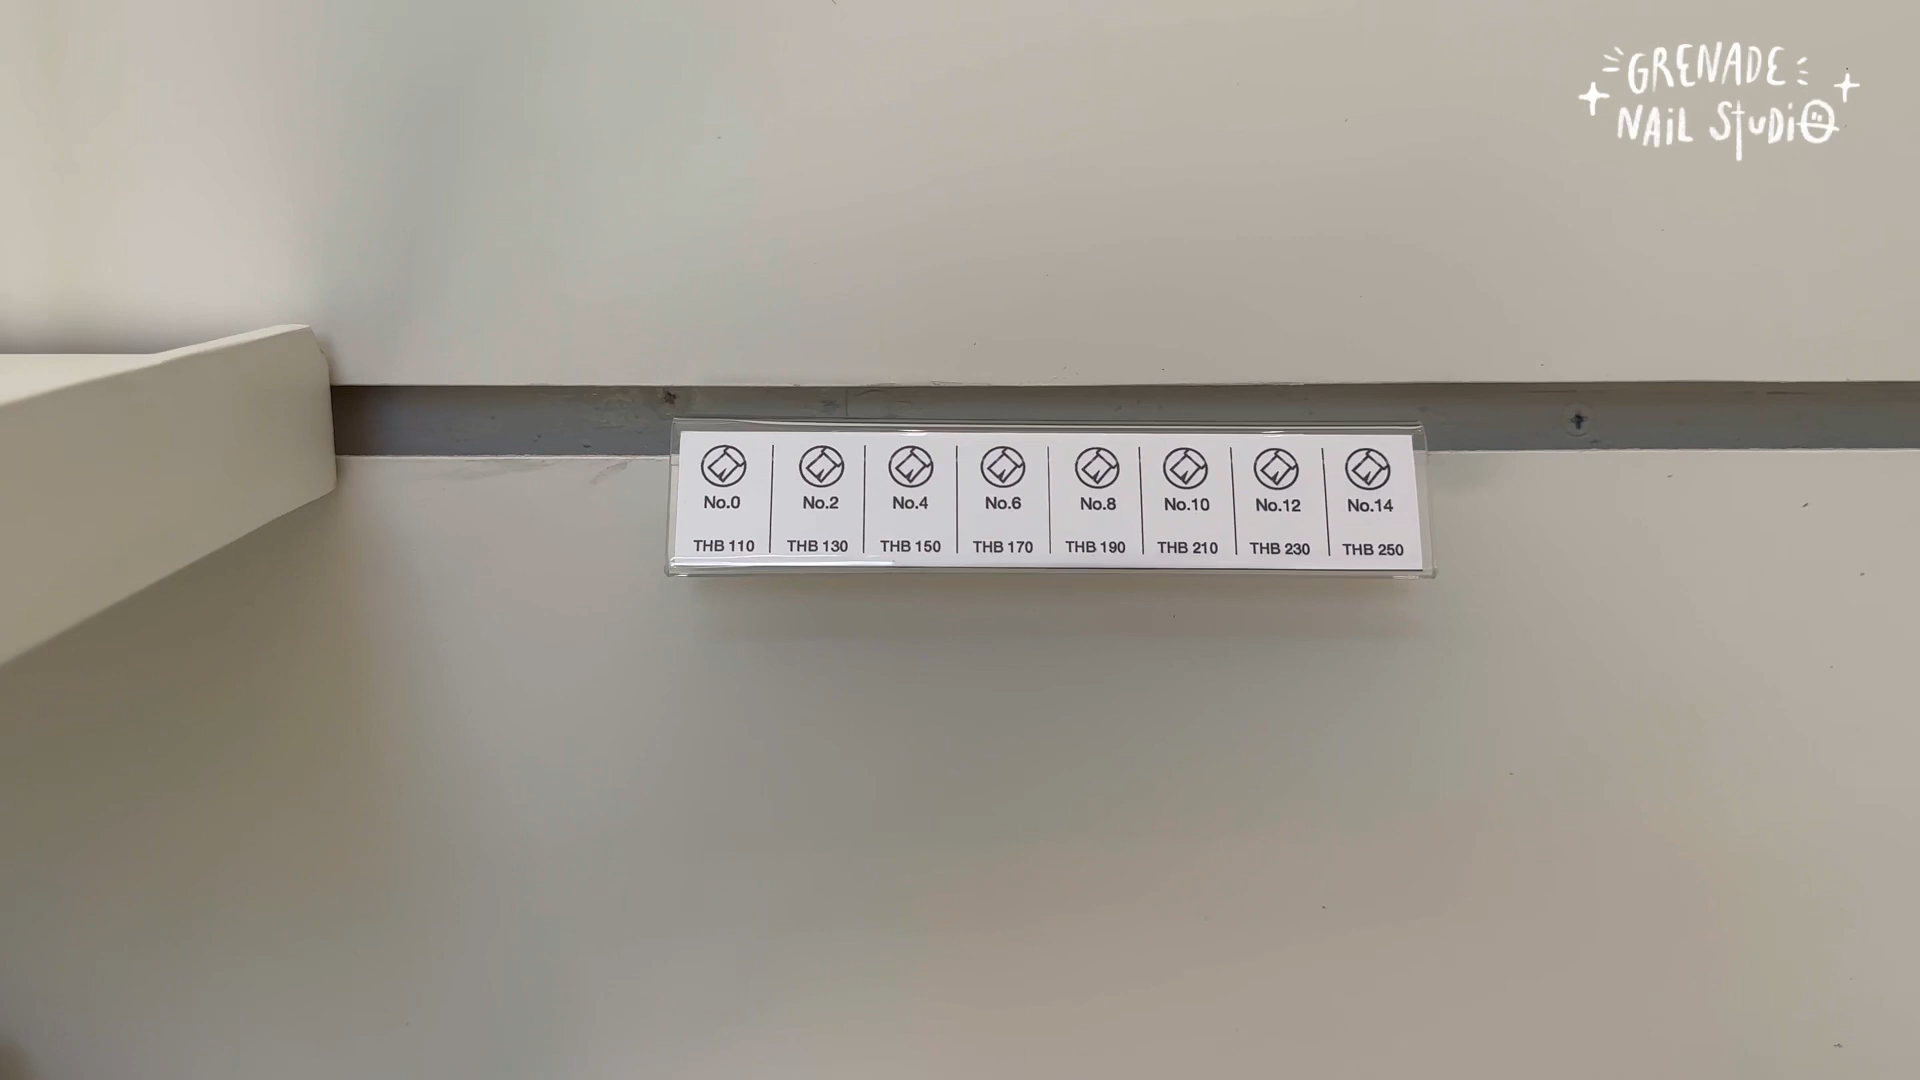 GRENADE
NAiL StuDiO
No.0 No.2 No.4 No.6 No.8 No.10 No.12 No.14
THB 110 THB 130 THB 150 THB 170 THB 190 THB 210 THB 230 THB 250